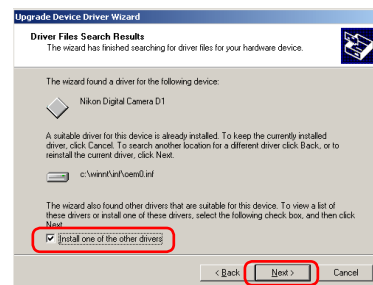 Upgrade Device Driver Wizard
Driver Files Search Results
The wizard has finished searching for driver files for your hardware device.
The wizard found a driver for the following device:
Nikon Digital Camera D1
A suitable driver for this device is already installed. To keep the currently installed
driver, click Cancel. To search another location for a different driver click Back, or to
reinstall the current driver, click Next.
c:\winnt\inf\oem0.inf
The wizard also found other drivers that are suitable for this device. To view a list of
these drivers or install one of these drivers, select the following check box, and then click
Next.
Install one of the other drivers
< Back
Next >
Cancel